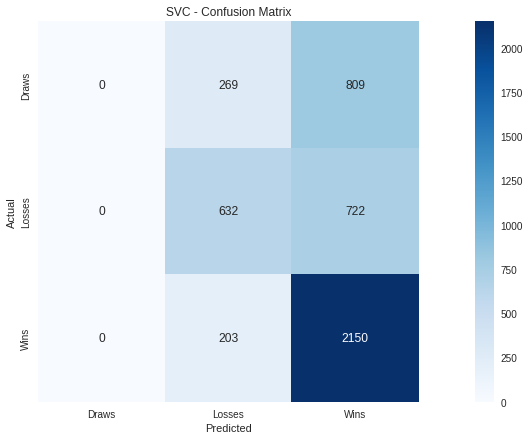 SVC - Confusion Matrix
Actual
Draws
0
269
809
Losses
0
632
722
Wins
0
203
2150
Draws
Losses
Wins
Predicted
2000
1750
1500
1250
1000
750
500
250
0